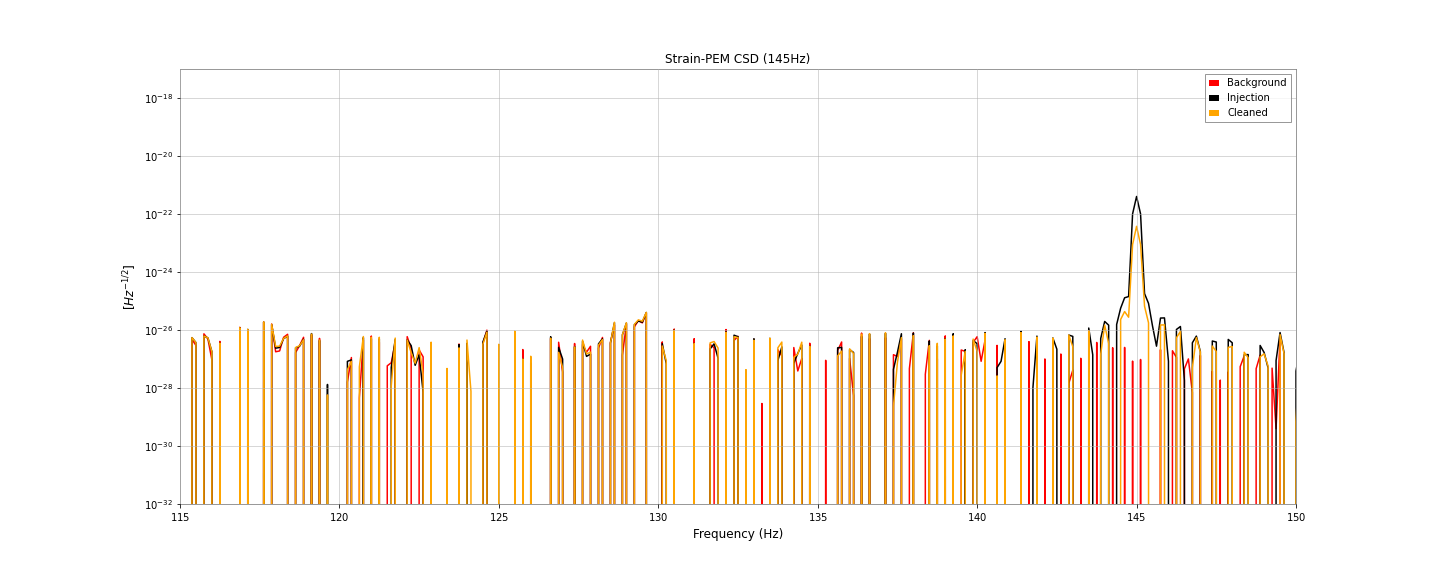 Strain-PEM CSD (145Hz)
Background
Injection
Cleaned
[Hz^{-1/2}]
10^{-18}
10^{-20}
10^{-22}
10^{-24}
10^{-26}
10^{-28}
10^{-30}
10^{-32}
115 120 125 130 135 140 145 150
Frequency (Hz)